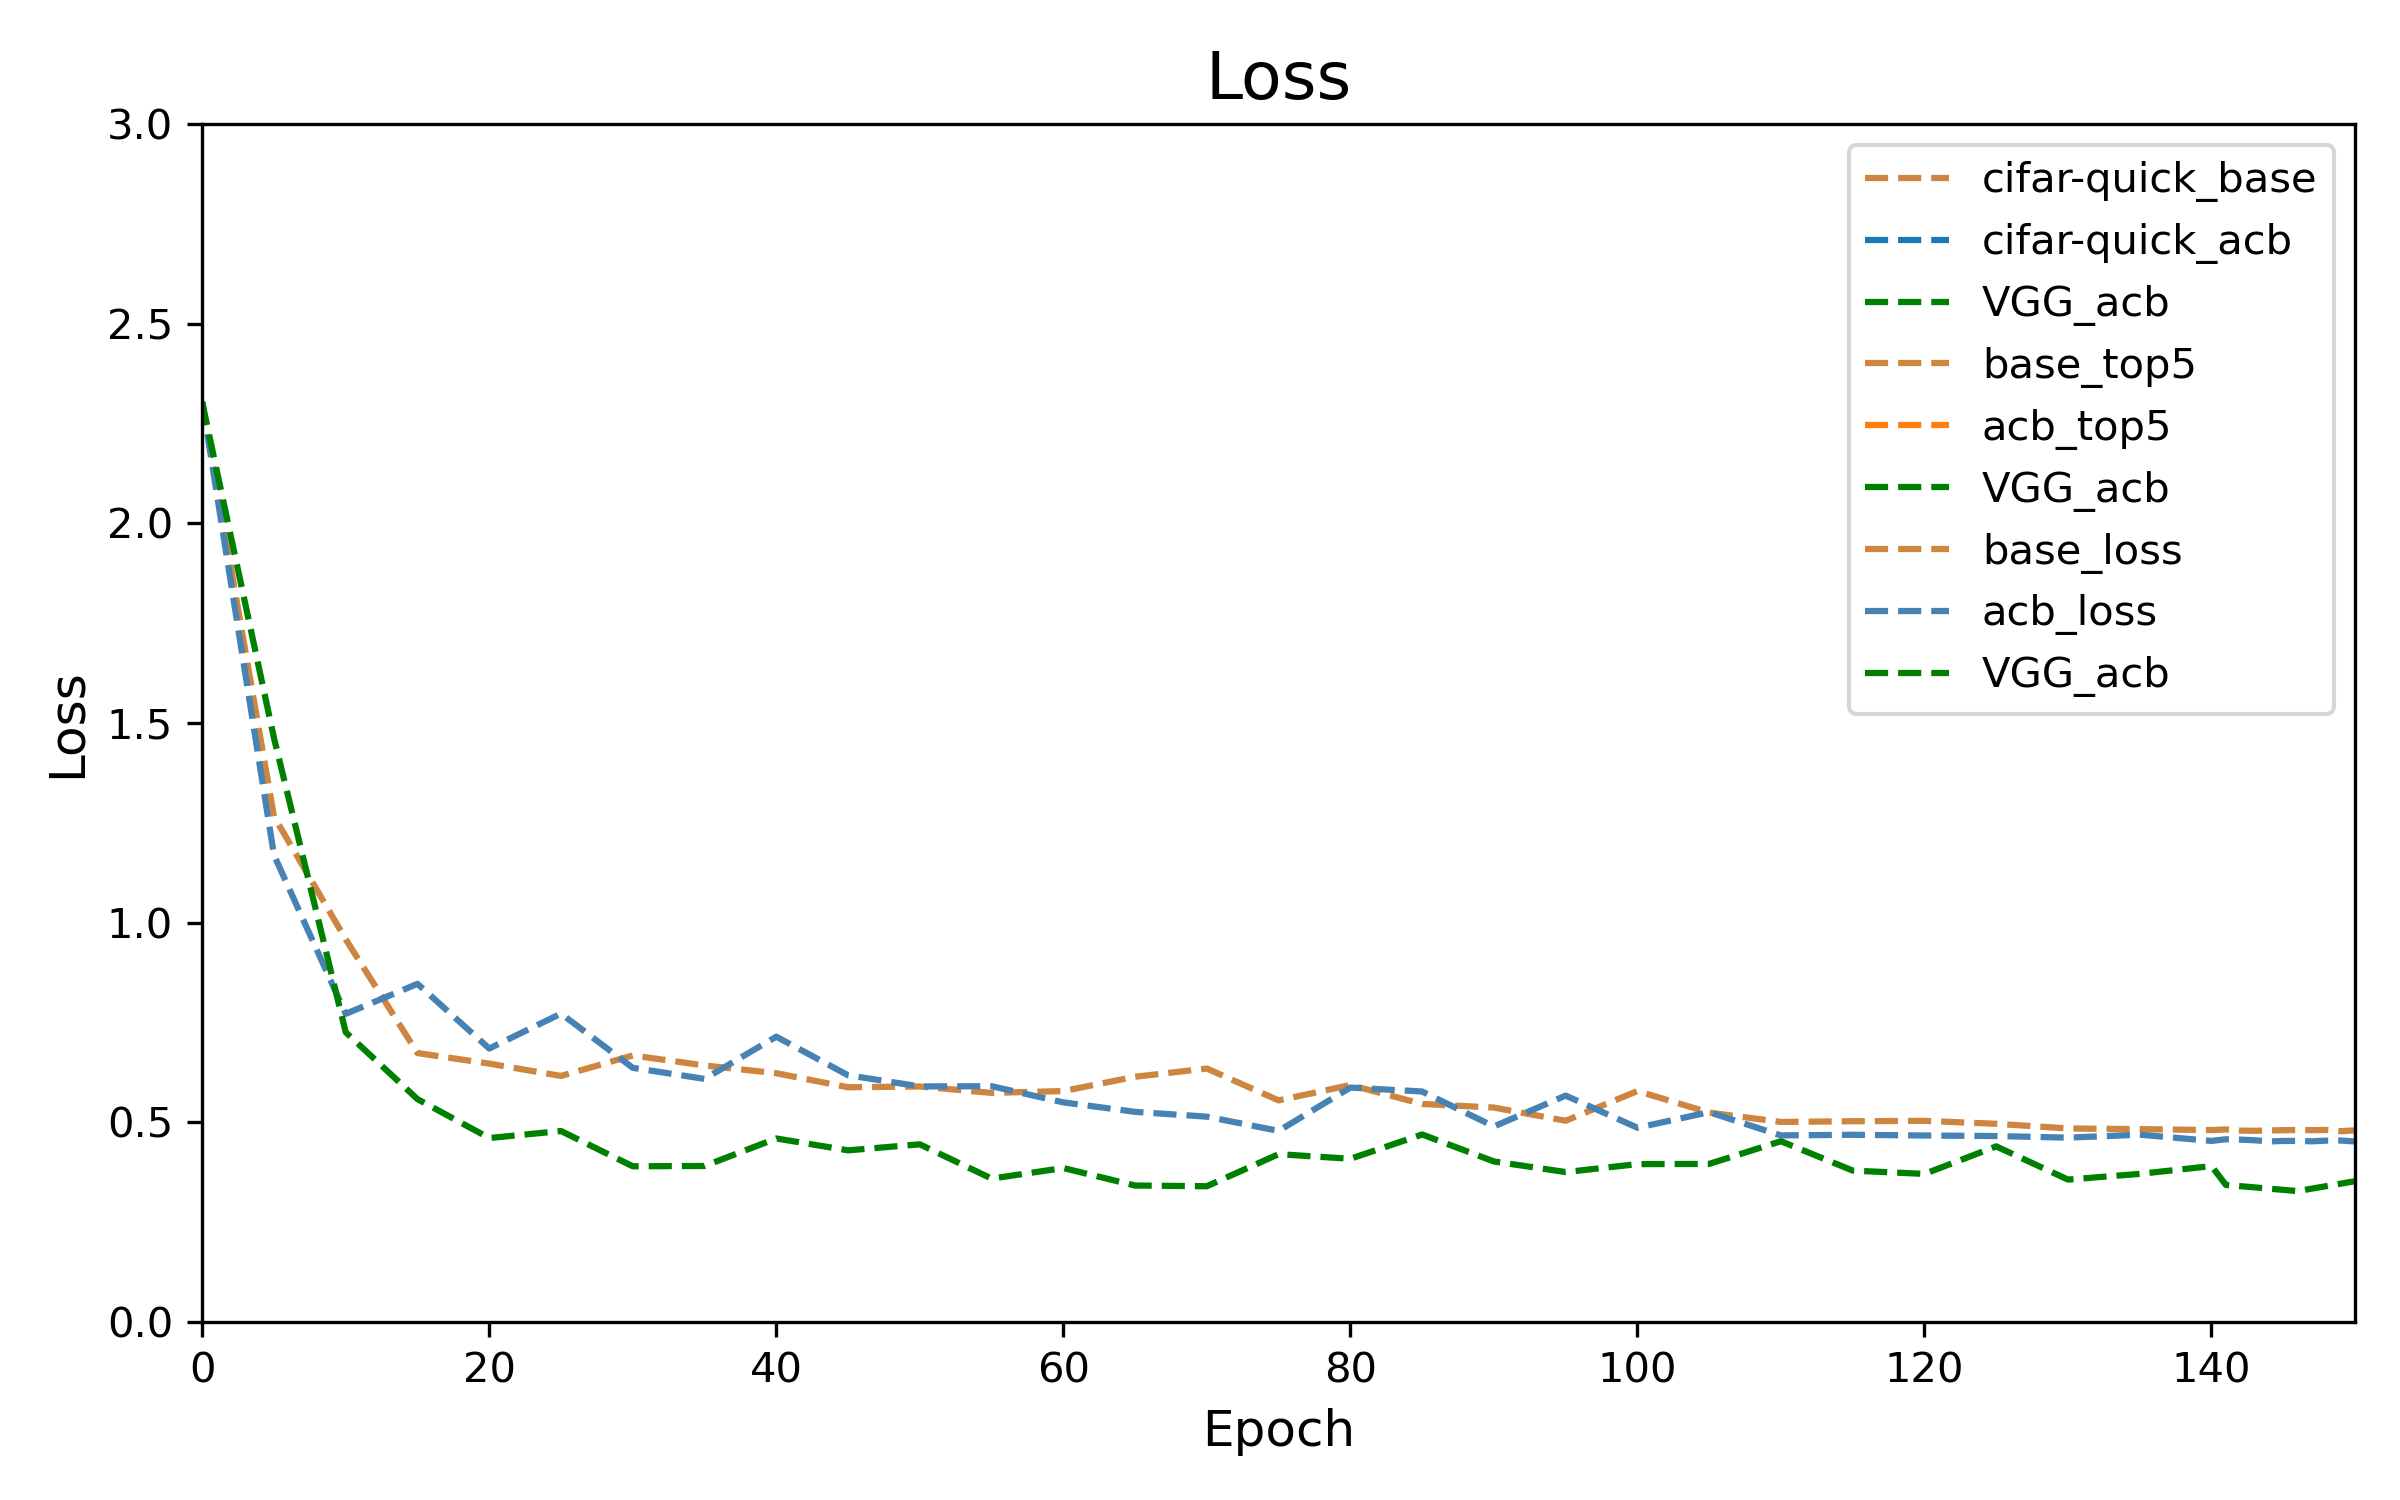 Loss
3.0
2.5
2.0
1.5
1.0
0.5
0.0
Loss
cifar-quick_base
cifar-quick_acb
VGG_acb
base_top5
acb_top5
VGG_acb
base_loss
acb_loss
VGG_acb
0 20 40 60 80 100 120 140
Epoch